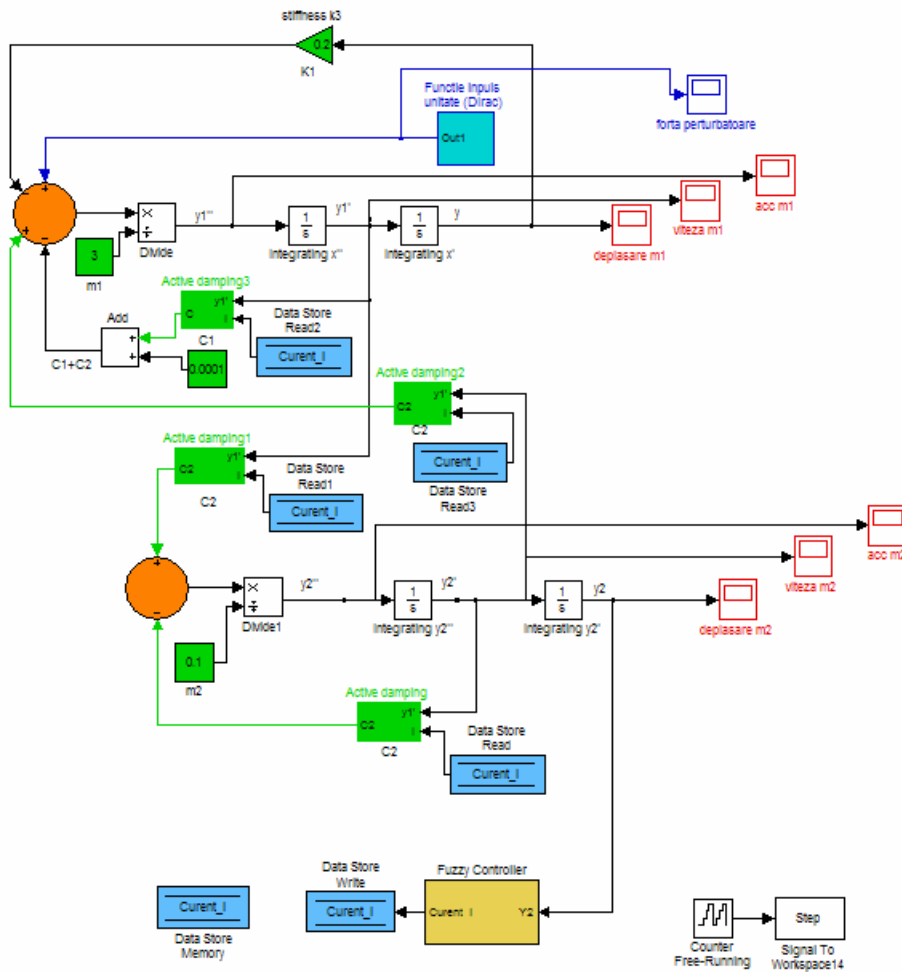 stiffness k3
0.2
K1
Functie inpuls
unitate (Dirac)
Out1
forta perturbatoare
acc m1
viteza m1
deplasare m1
y1'''
y1'
y
1
s
1
s
Divide
Integrating x'''
Integrating x'
3
m1
Active damping3
y1'
C
I
C1
Data Store
Read2
Curent_I
Add
C1+C2
0.0001
Active damping2
y1'
C2
I
C2
Active damping1
y1'
C2
I
C2
Data Store
Read1
Curent_I
Curent_I
Data Store
Read3
acc m2
viteza m2
deplasare m2
y2'''
y2'
y2
1
s
1
s
Divide1
Integrating y2'''
Integrating y2'
0.1
m2
Active damping
y1'
C2
I
C2
Data Store
Read
Curent_I
Data Store
Write
Curent_I
Fuzzy Controller
Curent I
Y2
Curent_I
Data Store
Memory
Counter
Free-Running
Step
Signal To
Workspace14